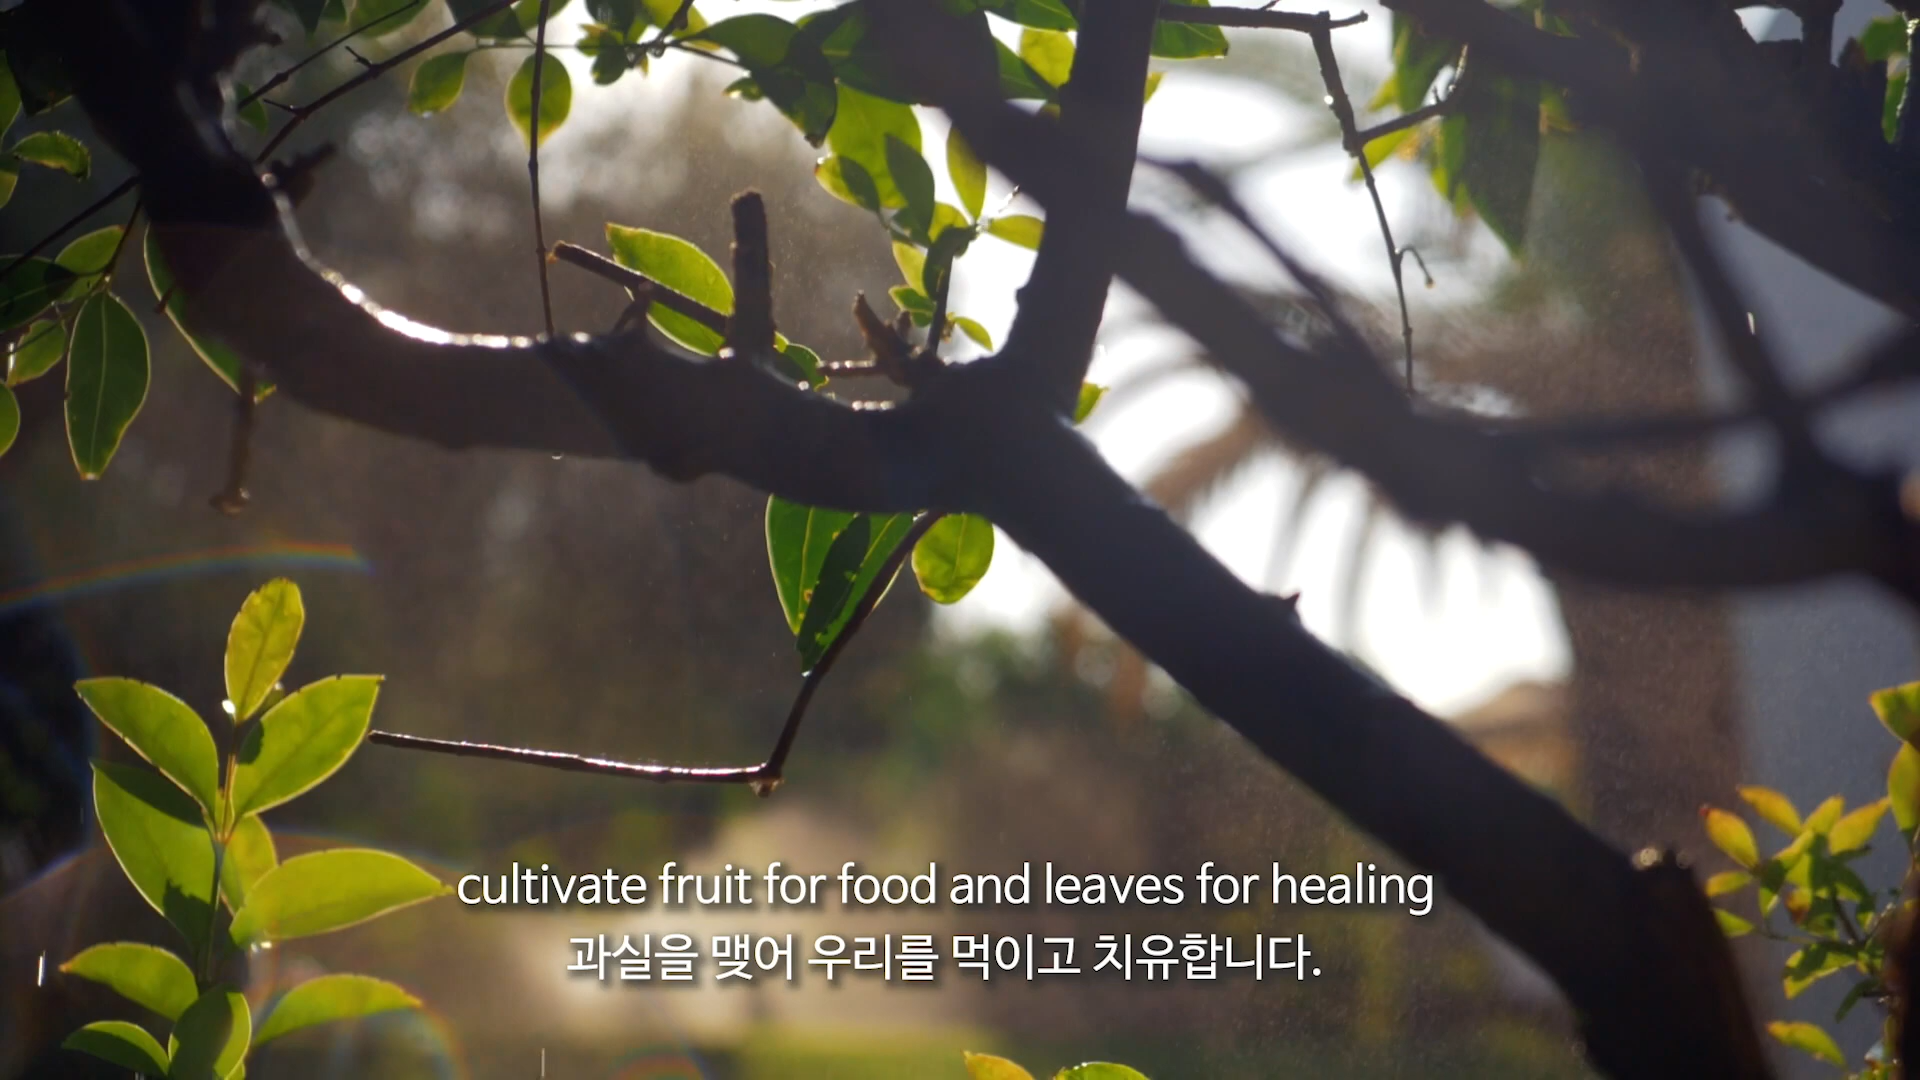 cultivate fruit for food and leaves for healing
과실을 맺어 우리를 먹이고 치유합니다.